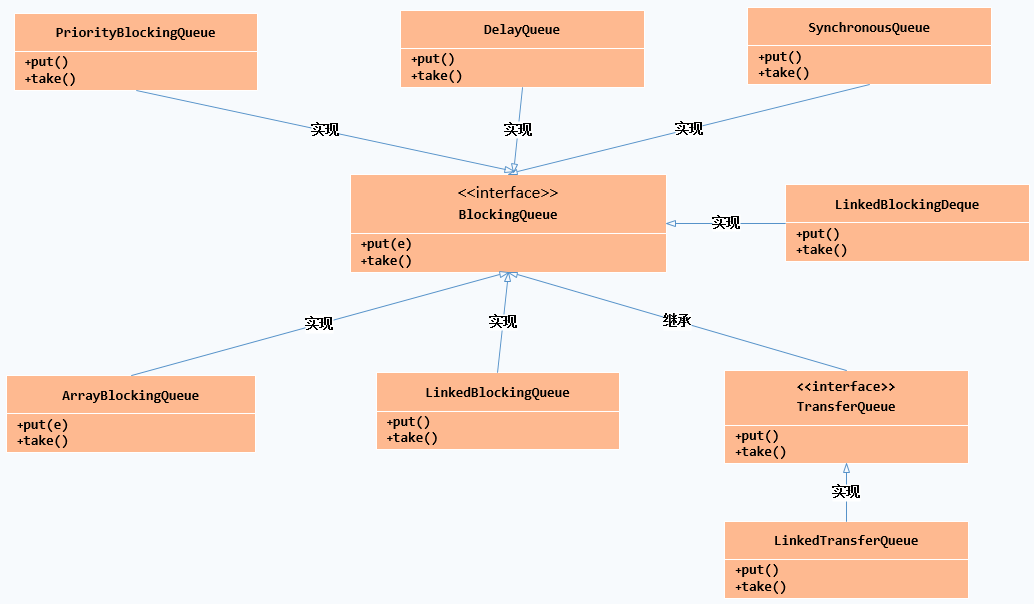 PriorityBlockingQueue
+put()
+take()
DelayQueue
+put()
+take()
SynchronousQueue
+put()
+take()
实现
实现
实现
<<interface>>
BlockingQueue
+put(e)
+take()
实现
LinkedBlockingDeque
+put()
+take()
实现
实现
继承
ArrayBlockingQueue
+put(e)
+take()
LinkedBlockingQueue
+put()
+take()
<<interface>>
TransferQueue
+put()
+take()
实现
LinkedTransferQueue
+put()
+take()